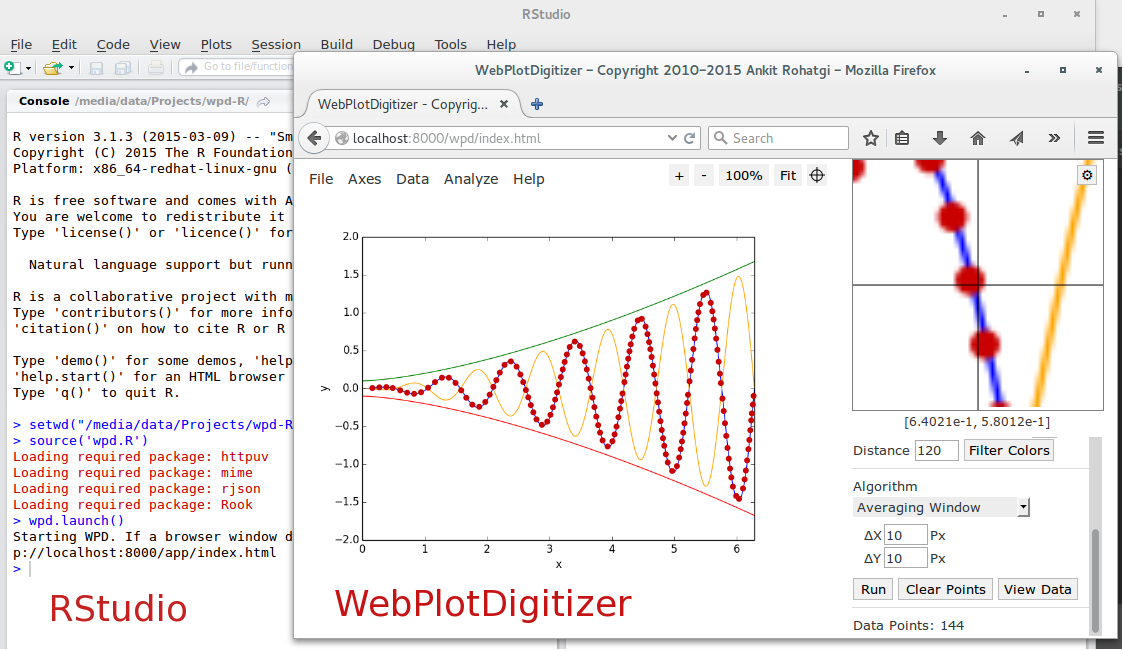 RStudio
File Edit Code View Plots Session Build Debug Tools Help
Go to file/function
Console /media/data/Projects/wpd-R/
R version 3.1.3 (2015-03-09) -- "Sm
Copyright (C) 2015 The R Foundation
Platform: x86_64-redhat-linux-gnu (
R is free software and comes with A
You are welcome to redistribute it
Type 'license()' or 'licence()' for
Natural language support but runn
R is a collaborative project with m
Type 'contributors()' for more info
'citation()' on how to cite R or R
Type 'demo()' for some demos, 'help
'help.start()' for an HTML browser
Type 'q()' to quit R.
> setwd("/media/data/Projects/wpd-R
> source('wpd.R')
Loading required package: httpuv
Loading required package: mime
Loading required package: rjson
Loading required package: Rook
> wpd.launch()
Starting WPD. If a browser window d
p://localhost:8000/app/index.html
>
RStudio
WebPlotDigitizer - Copyright 2010-2015 Ankit Rohatgi - Mozilla Firefox
WebPlotDigitizer - Copyrig...
localhost:8000/wpd/index.html
Search
File Axes Data Analyze Help
+ - 100% Fit
2.0
1.5
1.0
0.5
0.0
−0.5
−1.0
−1.5
−2.0
y
0 1 2 3 4 5 6
x
WebPlotDigitizer
[6.4021e-1, 5.8012e-1]
Distance 120 Filter Colors
Algorithm
Averaging Window
ΔX 10 Px
ΔY 10 Px
Run Clear Points View Data
Data Points: 144